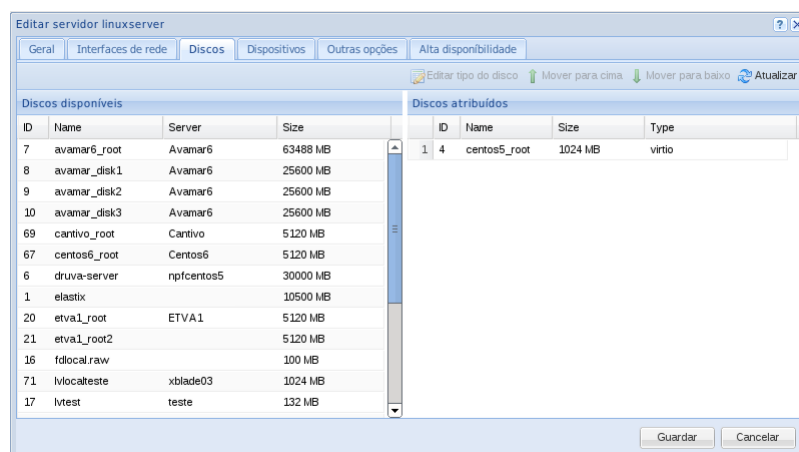 Editar servidor linuxserver
Geral Interfaces de rede Discos Dispositivos Outras opções Alta disponíbilidade
Editar tipo do disco Mover para cima Mover para baixo Atualizar
Discos disponíveis Discos atribuídos
ID Name Server Size ID Name Size Type
7 avamar6_root Avamar6 63488 MB 1 4 centos5_root 1024 MB virtio
8 avamar_disk1 Avamar6 25600 MB
9 avamar_disk2 Avamar6 25600 MB
10 avamar_disk3 Avamar6 25600 MB
69 cantivo_root Cantivo 5120 MB
67 centos6_root Centos6 5120 MB
6 druva-server npfcentos5 30000 MB
1 elastix 10500 MB
20 etva1_root ETVA1 5120 MB
21 etva1_root2 5120 MB
16 fdlocal.raw 100 MB
71 lvlocalteste xblade03 1024 MB
17 lvtest teste 132 MB
Guardar Cancelar